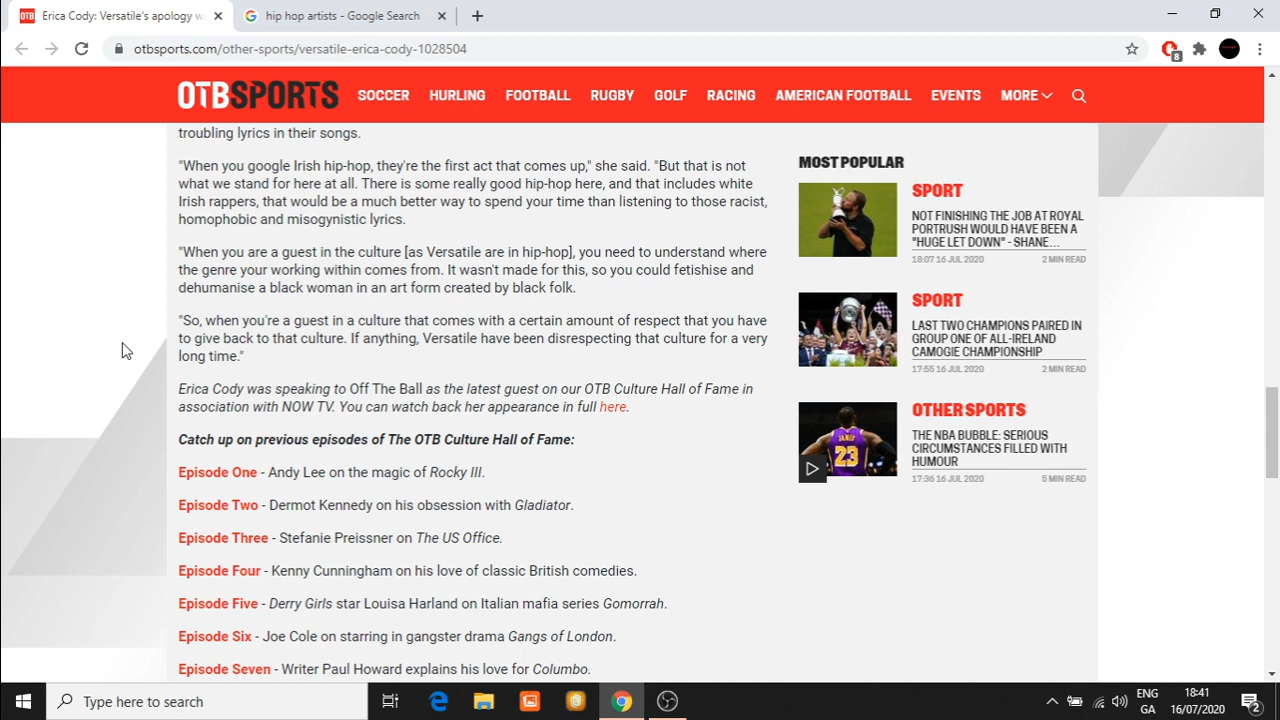 OTB Erica Cody: Versatile's apology w
G hip hop artists - Google Search
otbsports.com/other-sports/versatile-erica-cody-1028504
8
OTBSPORTS SOCCER HURLING FOOTBALL RUGBY GOLF RACING AMERICAN FOOTBALL EVENTS MORE
troubling lyrics in their songs.
"When you google Irish hip-hop, they're the first act that comes up," she said. "But that is not
what we stand for here at all. There is some really good hip-hop here, and that includes white
Irish rappers, that would be a much better way to spend your time than listening to those racist,
homophobic and misogynistic lyrics.
"When you are a guest in the culture [as Versatile are in hip-hop], you need to understand where
the genre your working within comes from. It wasn't made for this, so you could fetishise and
dehumanise a black woman in an art form created by black folk.
"So, when you're a guest in a culture that comes with a certain amount of respect that you have
to give back to that culture. If anything, Versatile have been disrespecting that culture for a very
long time."
Erica Cody was speaking to Off The Ball as the latest guest on our OTB Culture Hall of Fame in
association with NOW TV. You can watch back her appearance in full here.
Catch up on previous episodes of The OTB Culture Hall of Fame:
Episode One - Andy Lee on the magic of Rocky III.
Episode Two - Dermot Kennedy on his obsession with Gladiator.
Episode Three - Stefanie Preissner on The US Office.
Episode Four - Kenny Cunningham on his love of classic British comedies.
Episode Five - Derry Girls star Louisa Harland on Italian mafia series Gomorrah.
Episode Six - Joe Cole on starring in gangster drama Gangs of London.
Episode Seven - Writer Paul Howard explains his love for Columbo.
MOST POPULAR
SPORT
NOT FINISHING THE JOB AT ROYAL
PORTRUSH WOULD HAVE BEEN A
"HUGE LET DOWN" - SHANE...
18:07 16 JUL 2020 2 MIN READ
SPORT
LAST TWO CHAMPIONS PAIRED IN
GROUP ONE OF ALL-IRELAND
CAMOGIE CHAMPIONSHIP
17:55 16 JUL 2020 2 MIN READ
JAMES
23
OTHER SPORTS
THE NBA BUBBLE: SERIOUS
CIRCUMSTANCES FILLED WITH
HUMOUR
17:36 16 JUL 2020 5 MIN READ
Type here to search
ENG
GA
18:41
16/07/2020
2